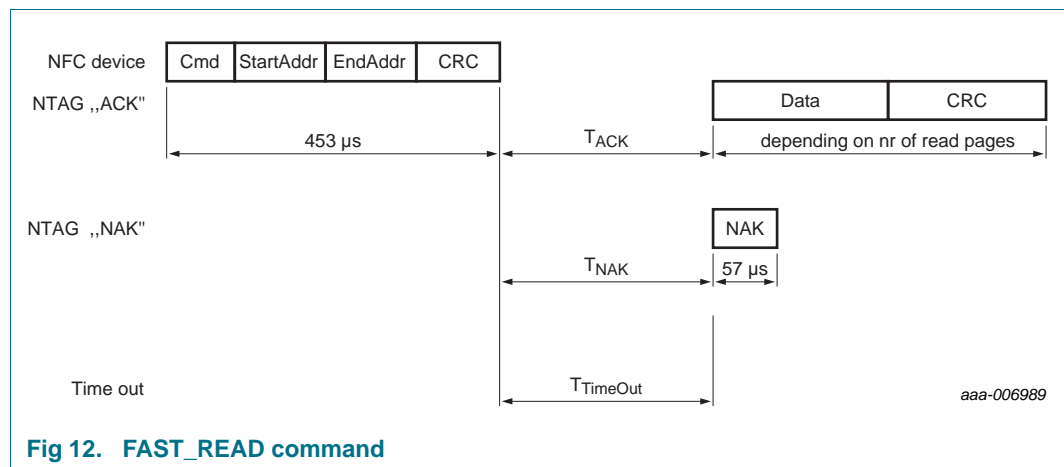 NFC device Cmd StartAddr EndAddr CRC
NTAG ,,ACK" Data CRC
453 µs TACK depending on nr of read pages
NTAG ,,NAK" NAK
TNAK 57 µs
Time out TTimeOut aaa-006989
Fig 12. FAST_READ command